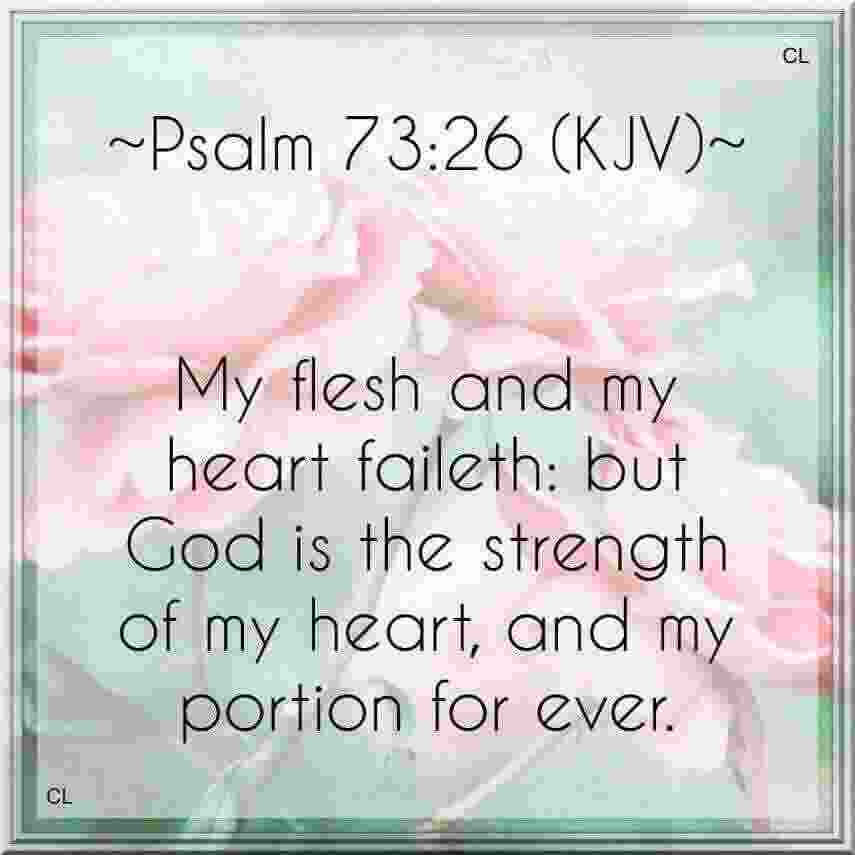 CL
~Psalm 73:26 (KJV)~
My flesh and my
heart faileth: but
God is the strength
of my heart, and my
portion for ever.
CL